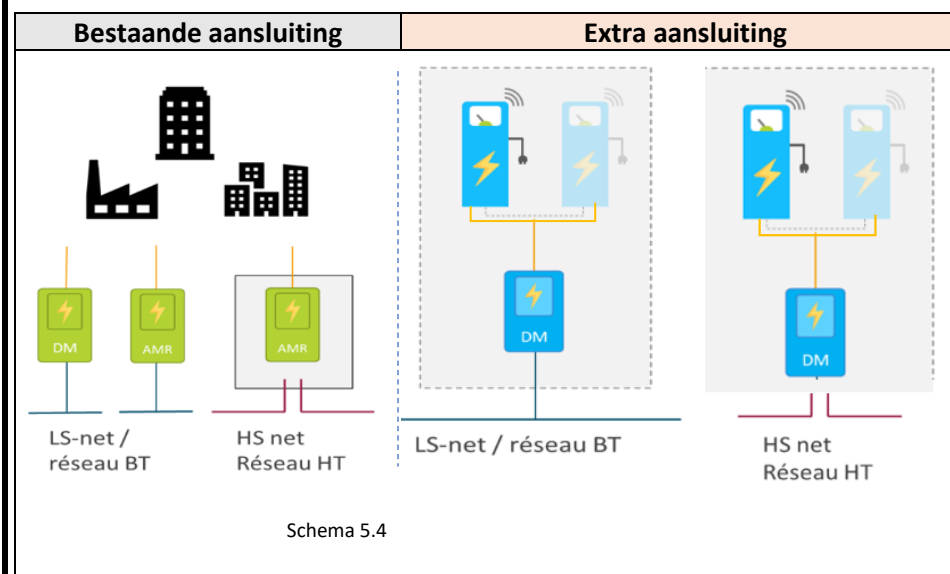 Bestaande aansluiting
Extra aansluiting
DM
AMR
AMR
LS-net /
réseau BT
HS net
Réseau HT
DM
LS-net / réseau BT
DM
HS net
Réseau HT
Schema 5.4